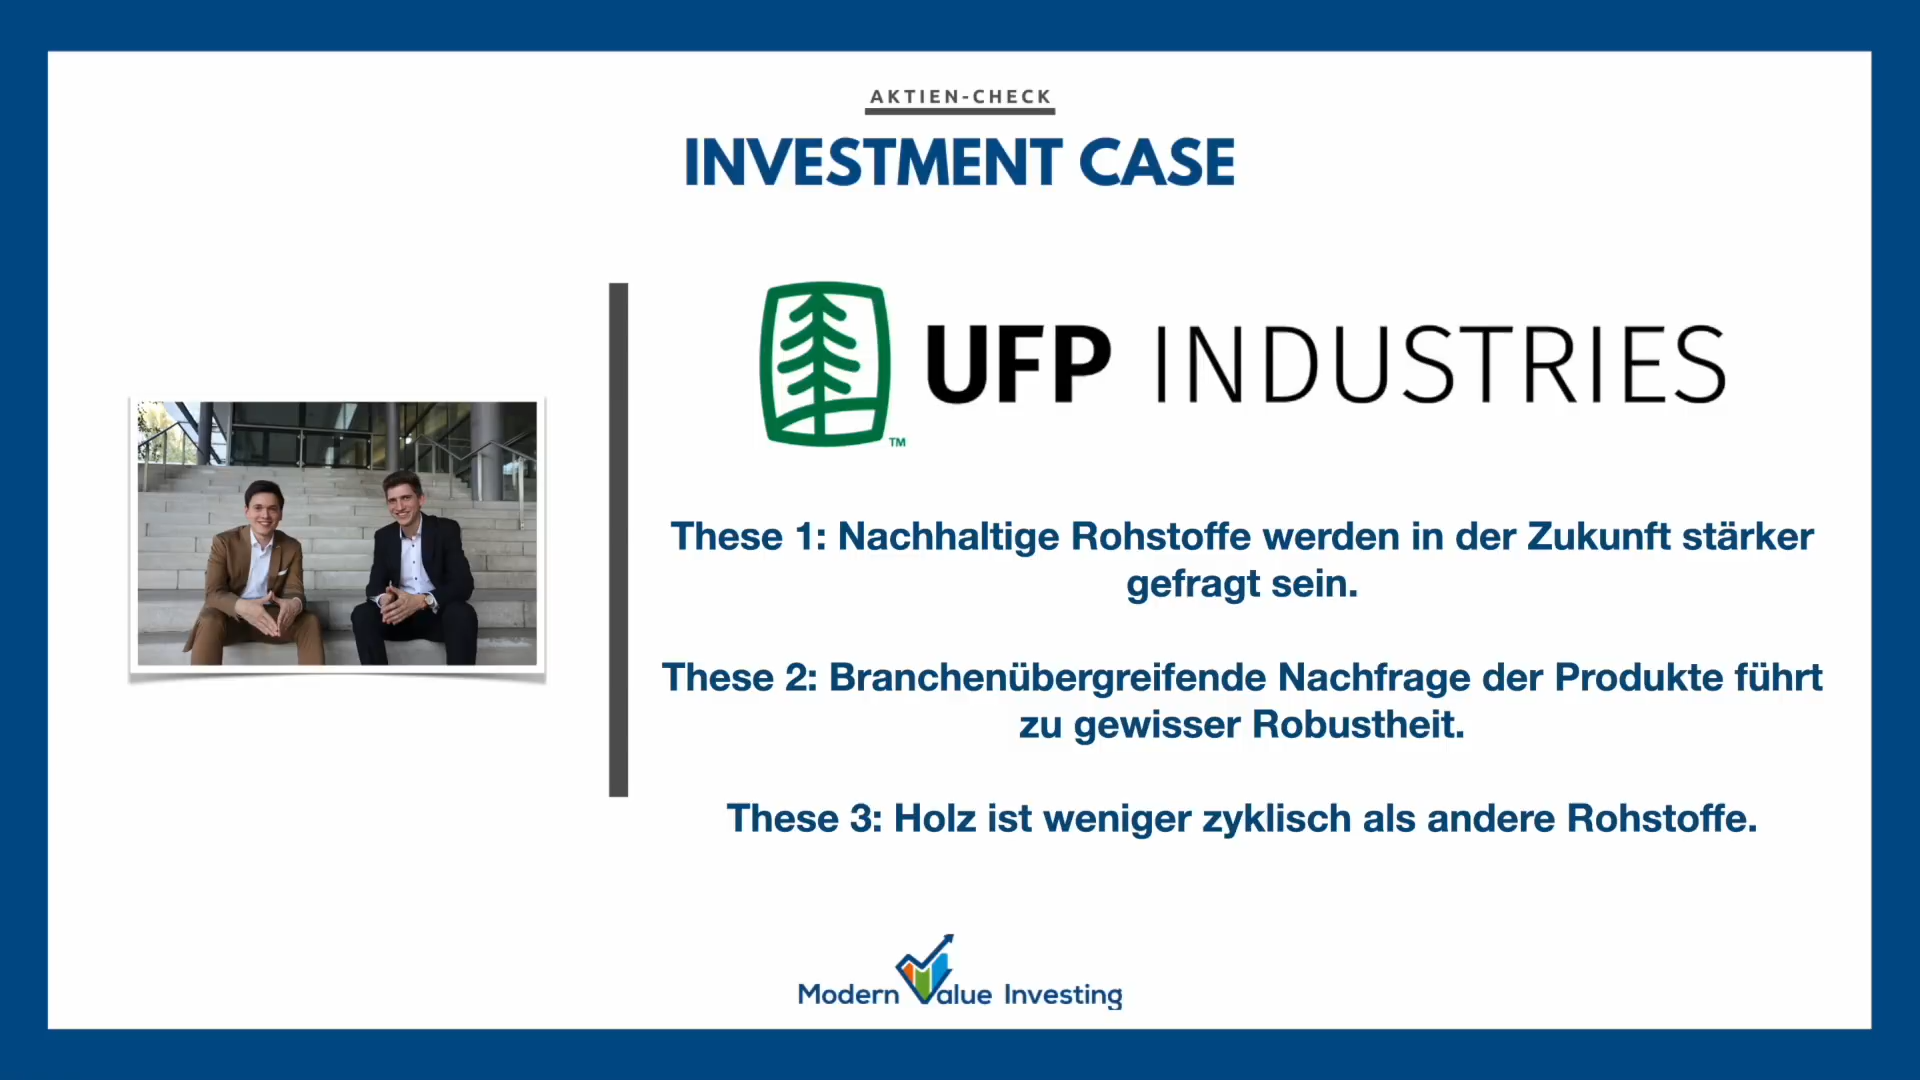 AKTIEN-CHECK
INVESTMENT CASE
UFP INDUSTRIES
TM
These 1: Nachhaltige Rohstoffe werden in der Zukunft stärker
gefragt sein.
These 2: Branchenübergreifende Nachfrage der Produkte führt
zu gewisser Robustheit.
These 3: Holz ist weniger zyklisch als andere Rohstoffe.
Modern Value Investing